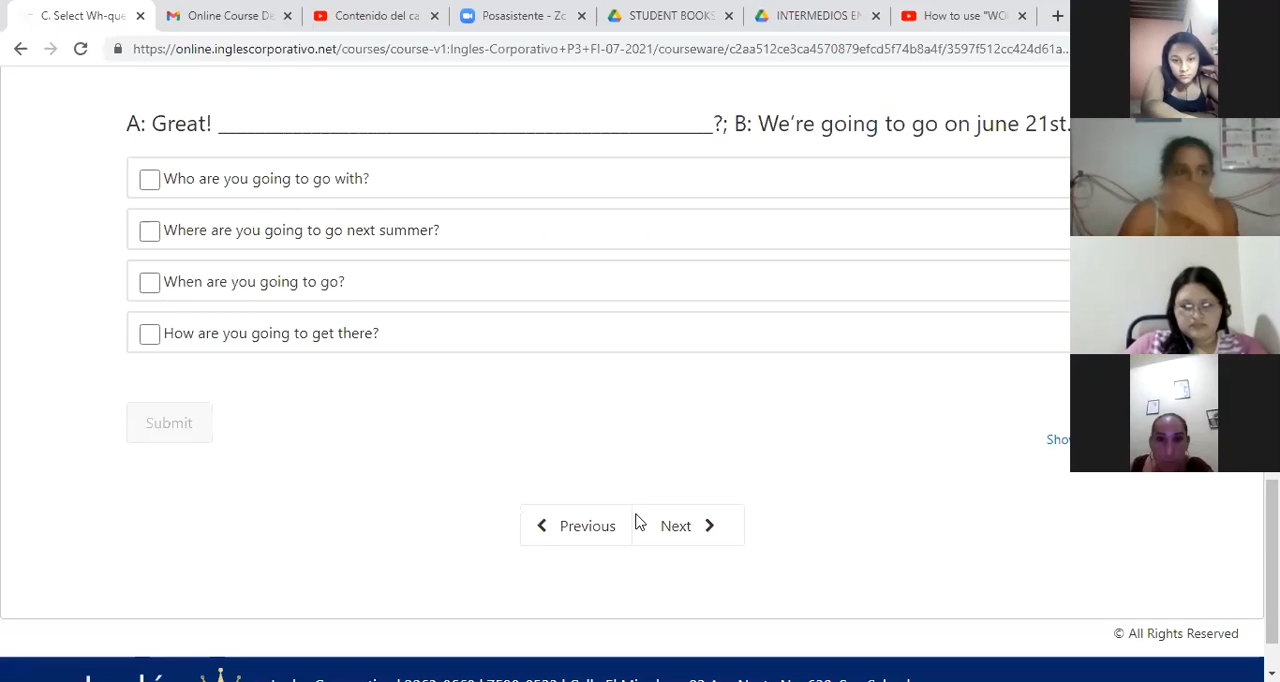 C. Select Wh-que
Online Course De
Contenido del ca
Posasistente - Zc
STUDENT BOOKS
INTERMEDIOS EN
How to use "WO
https://online.inglescorporativo.net/courses/course-v1:Ingles-Corporativo+P3+FI-07-2021/courseware/c2aa512ce3ca4570879efcd5f74b8a4f/3597f512cc424d61a...
A: Great! ______________________________________________?; B: We're going to go on june 21st.
Who are you going to go with?
Where are you going to go next summer?
When are you going to go?
How are you going to get there?
Submit
Show
Previous
Next
© All Rights Reserved